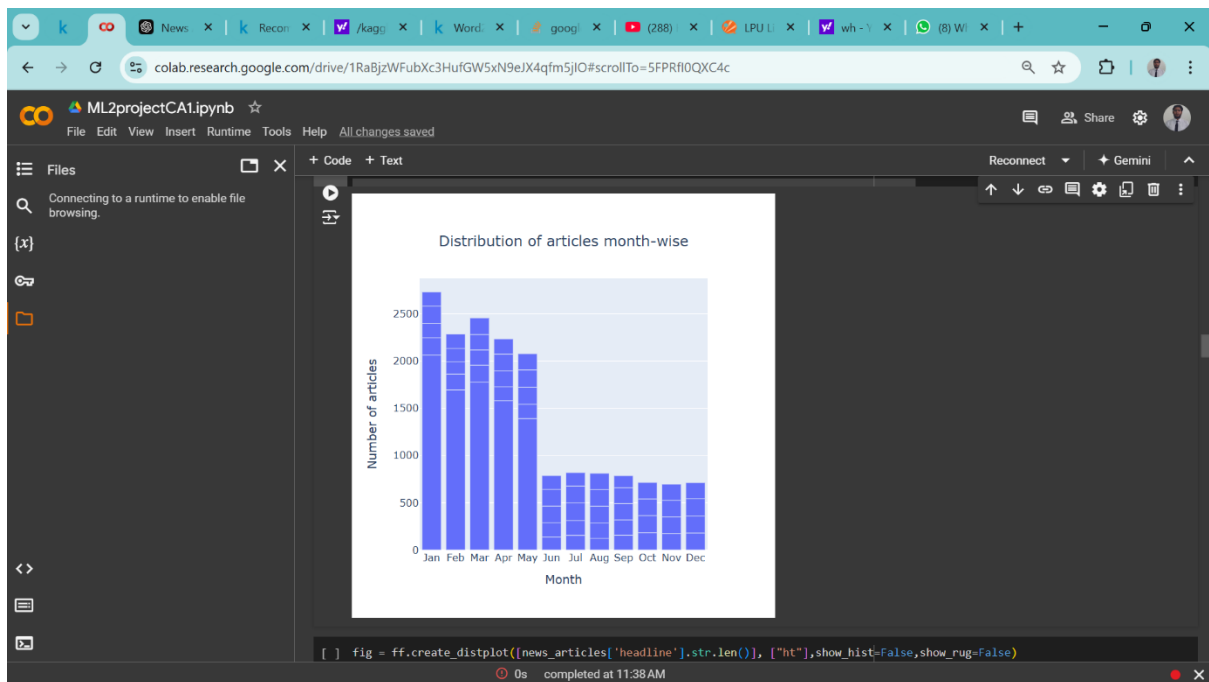 k
CO
News
k Recon
/kagg
k Word
googl
(288)
LPU Li
wh - Y
(8) W
colab.research.google.com/drive/1RaBjzWFubXc3HufGW5xN9eJX4qfm5jIO#scrollTo=5FPRfI0QXC4c
CO
ML2projectCA1.ipynb
Share
File Edit View Insert Runtime Tools Help All changes saved
Files
+ Code + Text
Reconnect
Gemini
Connecting to a runtime to enable file
browsing.
{x}
Distribution of articles month-wise
2500
2000
1500
1000
500
0
Number of articles
Jan Feb Mar Apr May Jun Jul Aug Sep Oct Nov Dec
Month
[ ] fig = ff.create_distplot([news_articles['headline'].str.len()], ["ht"],show_hist=False,show_rug=False)
0s completed at 11:38 AM